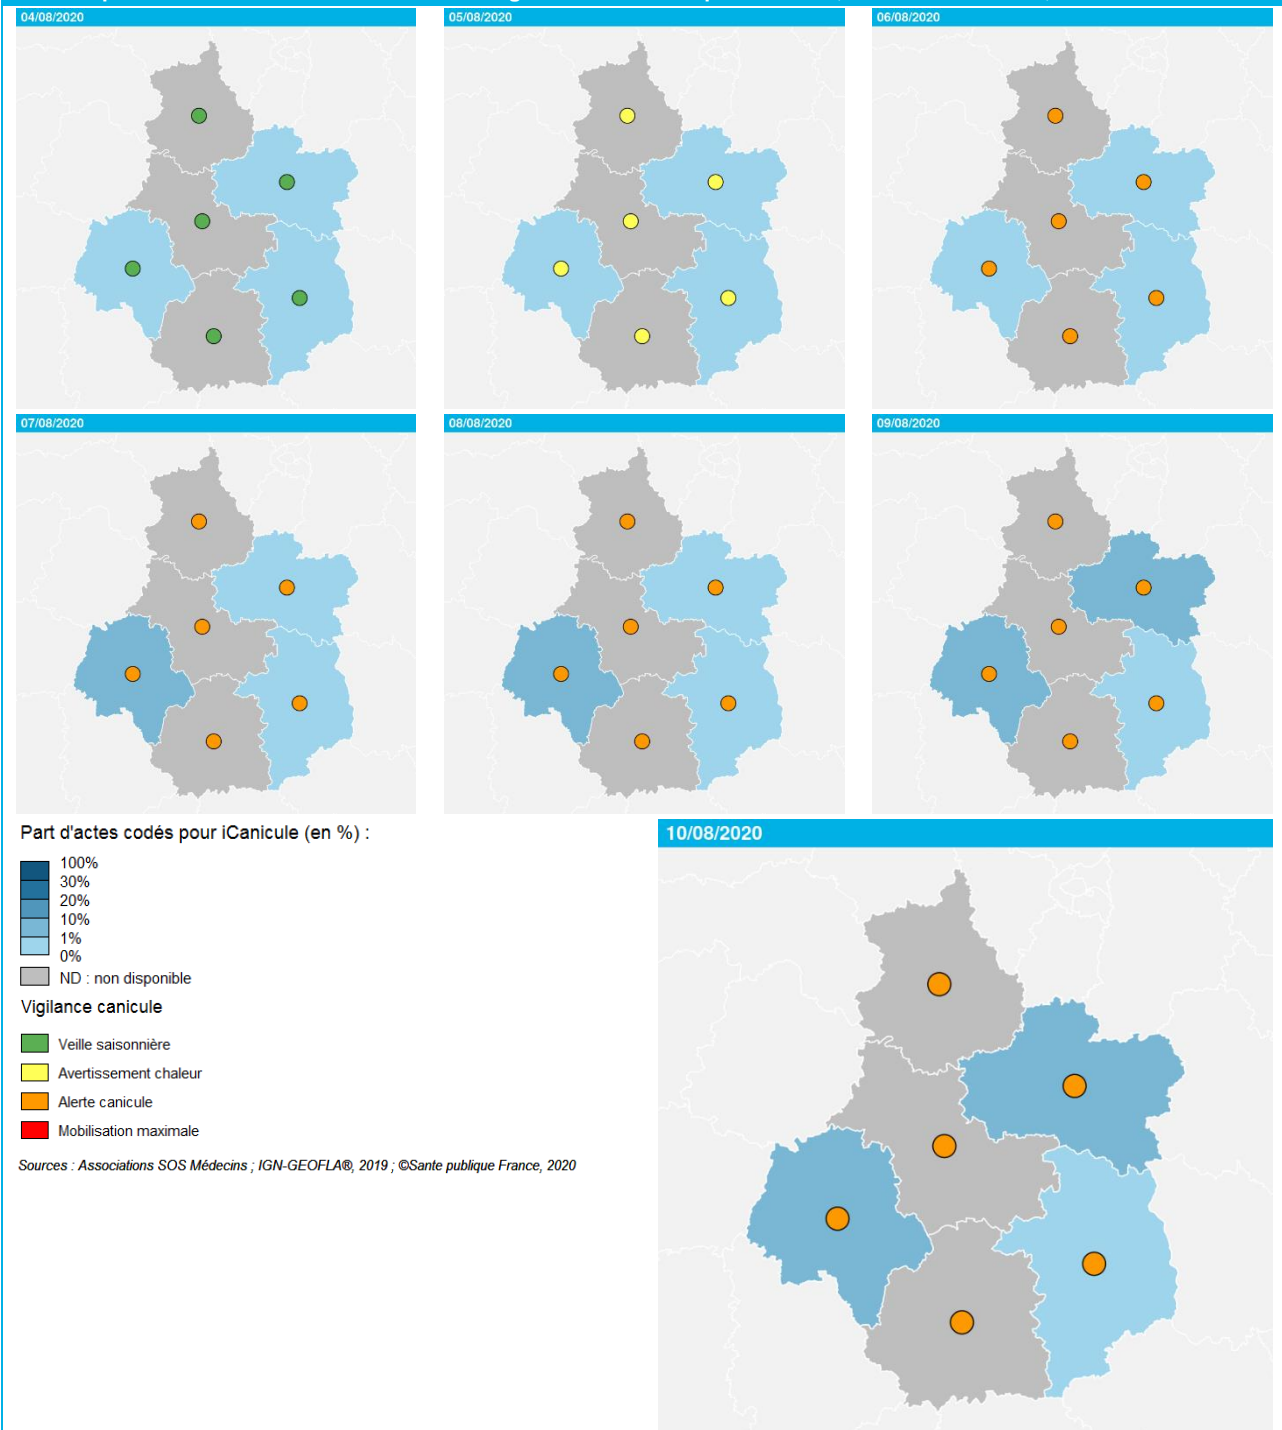 04/08/2020
05/08/2020
06/08/2020
07/08/2020
08/08/2020
09/08/2020
Part d'actes codés pour iCanicule (en %) :
100%
30%
20%
10%
1%
0%
ND : non disponible
Vigilance canicule
Veille saisonnière
Avertissement chaleur
Alerte canicule
Mobilisation maximale
Sources : Associations SOS Médecins ; IGN-GEOFLA®, 2019 ; ©Sante publique France, 2020
10/08/2020